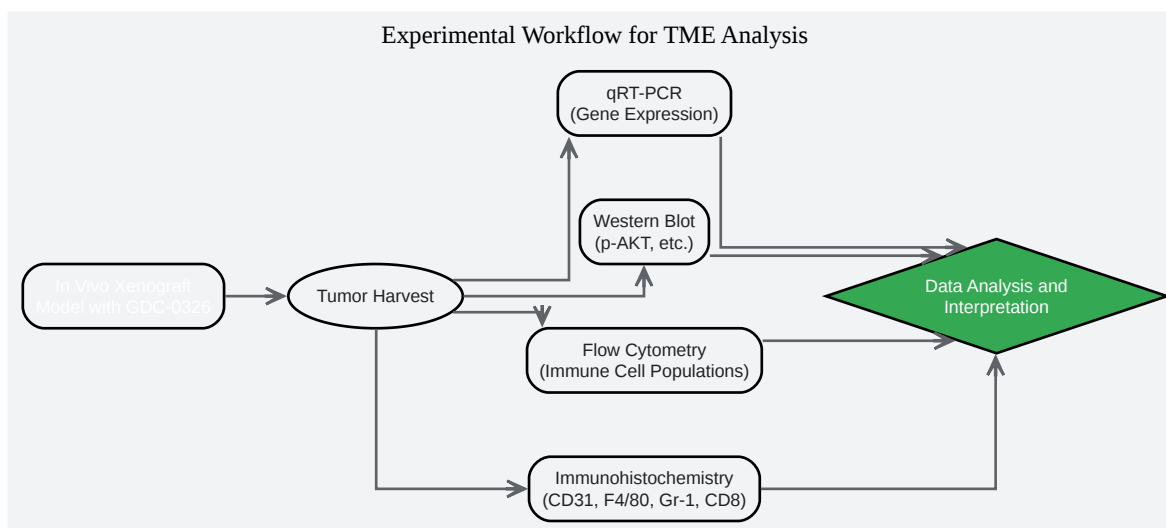 Experimental Workflow for TME Analysis
qRT-PCR
(Gene Expression)
Western Blot
(p-AKT, etc.)
In Vivo Xenograft
Model with GDC-0326
Tumor Harvest
Data Analysis and
Interpretation
Flow Cytometry
(Immune Cell Populations)
Immunohistochemistry
(CD31, F4/80, Gr-1, CD8)